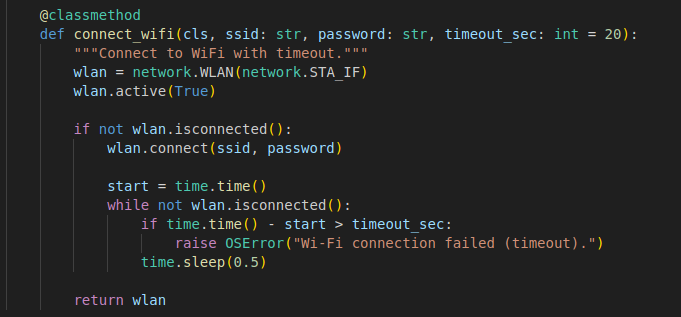 @classmethod
def connect_wifi(cls, ssid: str, password: str, timeout_sec: int = 20):
    """Connect to WiFi with timeout."""
    wlan = network.WLAN(network.STA_IF)
    wlan.active(True)

    if not wlan.isconnected():
        wlan.connect(ssid, password)

        start = time.time()
        while not wlan.isconnected():
            if time.time() - start > timeout_sec:
                raise OSError("Wi-Fi connection failed (timeout).")
            time.sleep(0.5)

    return wlan